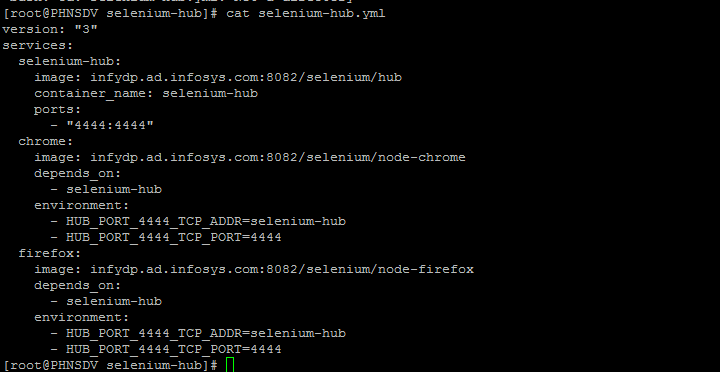 [root@PHNSDV selenium-hub]# cat selenium-hub.yml
version: "3"
services:
  selenium-hub:
    image: infydp.ad.infosys.com:8082/selenium/hub
    container_name: selenium-hub
    ports:
      - "4444:4444"
  chrome:
    image: infydp.ad.infosys.com:8082/selenium/node-chrome
    depends_on:
      - selenium-hub
    environment:
      - HUB_PORT_4444_TCP_ADDR=selenium-hub
      - HUB_PORT_4444_TCP_PORT=4444
  firefox:
    image: infydp.ad.infosys.com:8082/selenium/node-firefox
    depends_on:
      - selenium-hub
    environment:
      - HUB_PORT_4444_TCP_ADDR=selenium-hub
      - HUB_PORT_4444_TCP_PORT=4444
[root@PHNSDV selenium-hub]#